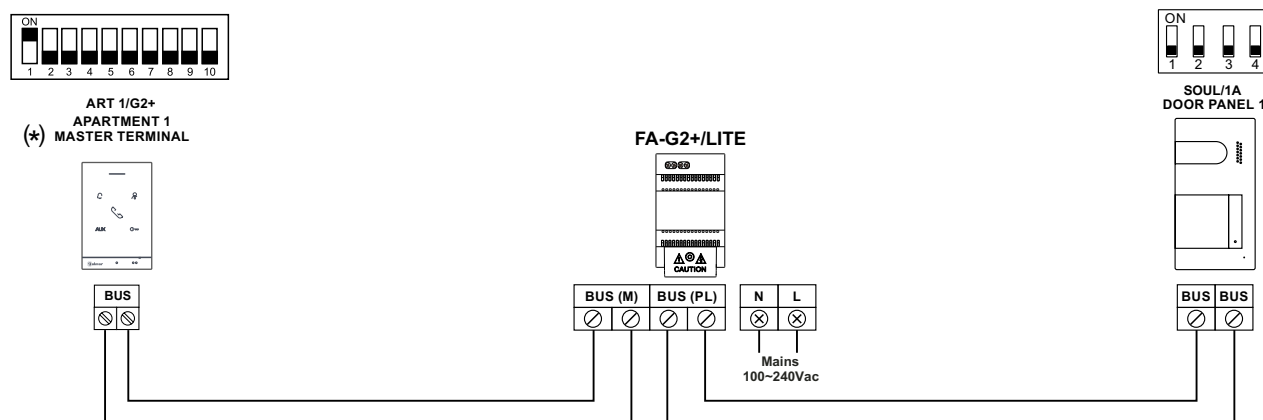 ON
1 2 3 4 5 6 7 8 9 10
ART 1/G2+
APARTMENT 1
(*) MASTER TERMINAL
AUX
BUS
FA-G2+/LITE
CAUTION
BUS (M) BUS (PL) N L
Mains
100~240Vac
ON
1 2 3 4
SOUL/1A
DOOR PANEL 1
BUS BUS